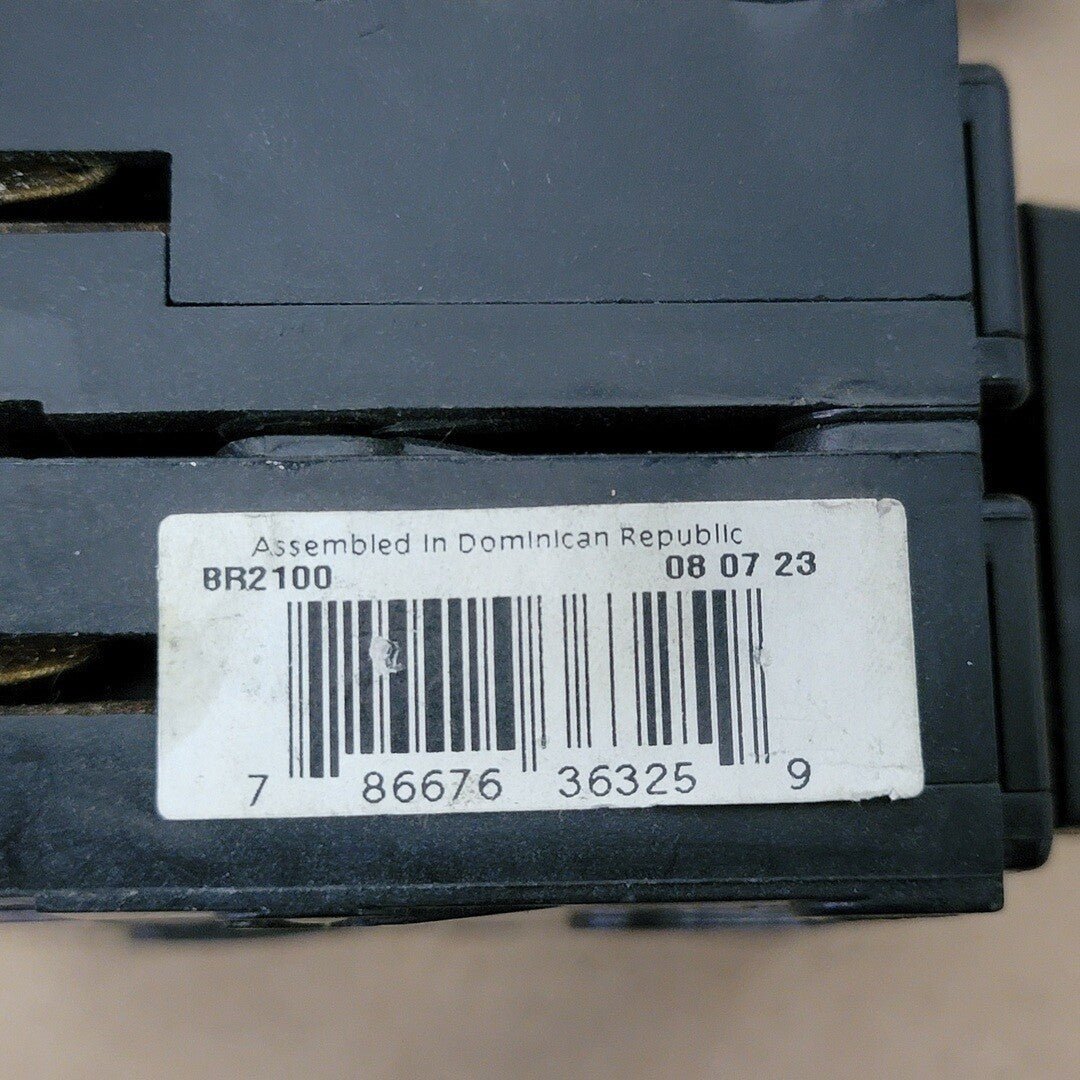 Assembled in Dominican Republic
BR2100 08 07 23
7 86676 36325 9